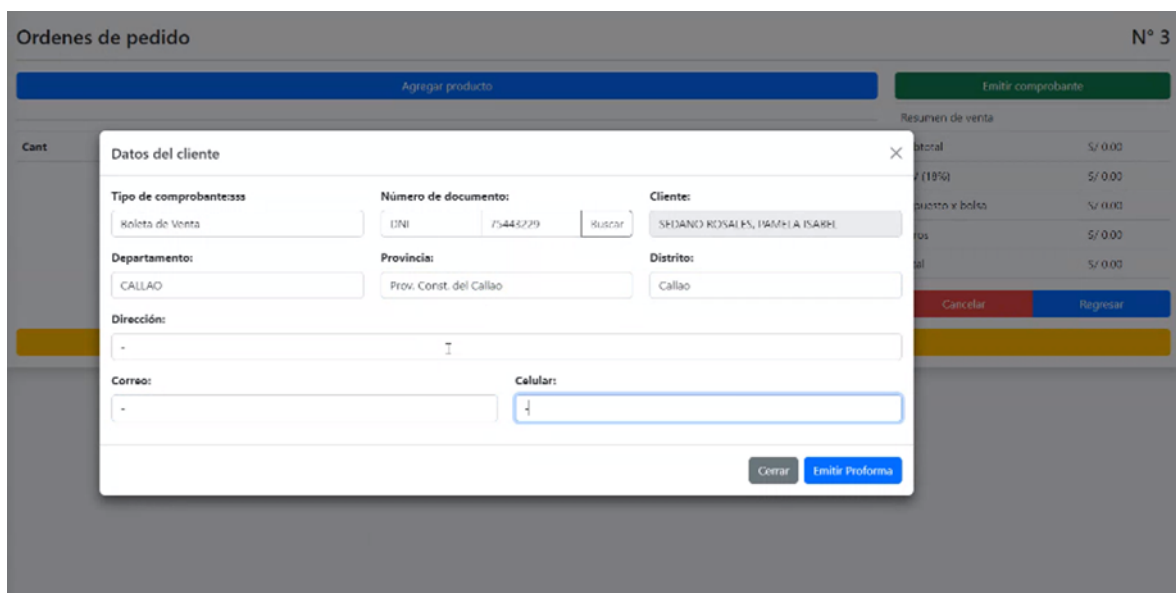 Ordenes de pedido
N° 3
Agregar producto
Emitir comprobante
Resumen de venta
Cant
btotal S/ 0.00
(18%) S/ 0.00
x bolsa S/ 0.00
ros S/ 0.00
tal S/ 0.00
Cancelar Regresar
Datos del cliente
Tipo de comprobante:sss Número de documento: Cliente:
Boleta de Venta DNI 75443229 Buscar SEDANO ROSALES, PAMELA ISABEL
Departamento: Provincia: Distrito:
CALLAO Prov. Const. del Callao Callao
Dirección:
-
Correo: Celular:
- -
Cerrar Emitir Proforma